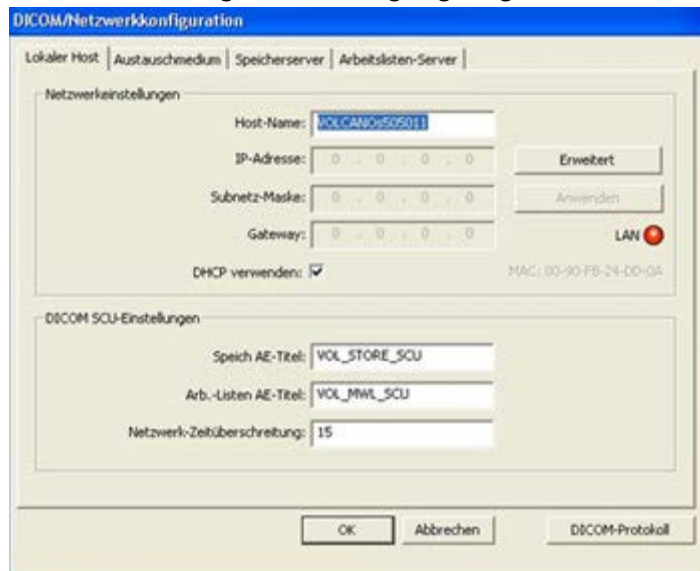 DICOM/Netzwerkkonfiguration
Lokaler Host Austauschmedium Speicherserver Arbeitslisten-Server
Netzwerkeinstellungen
Host-Name: VOLCANOs505011
IP-Adresse: 0 . 0 . 0 . 0 Erweitert
Subnetz-Maske: 0 . 0 . 0 . 0 Anwenden
Gateway: 0 . 0 . 0 . 0 LAN
DHCP verwenden: MAC: 00-90-FB-24-DD-0A
DICOM SCU-Einstellungen
Speich AE-Titel: VOL_STORE_SCU
Arb.-Listen AE-Titel: VOL_MWL_SCU
Netzwerk-Zeitüberschreitung: 15
OK Abbrechen DICOM-Protokoll